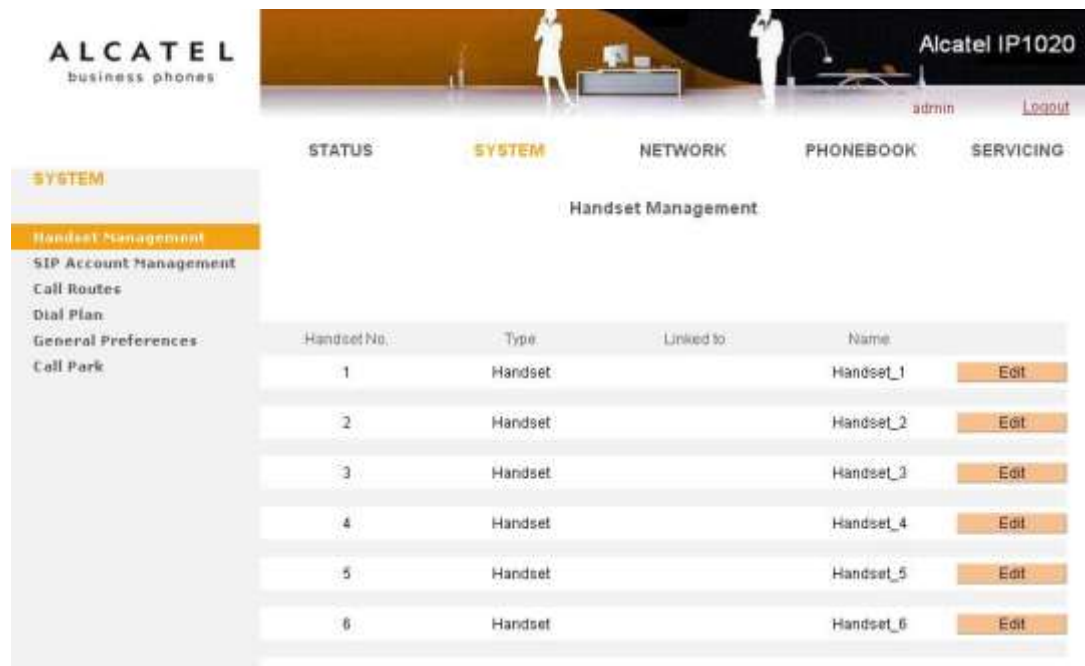 ALCATEL
business phones
Alcatel IP1020
admin Logout
STATUS SYSTEM NETWORK PHONEBOOK SERVICING
SYSTEM
Handset Management
Handset Management
SIP Account Management
Call Routes
Dial Plan
General Preferences
Call Park
Handset No. Type Linked to Name
1 Handset Handset_1 Edit
2 Handset Handset_2 Edit
3 Handset Handset_3 Edit
4 Handset Handset_4 Edit
5 Handset Handset_5 Edit
6 Handset Handset_6 Edit